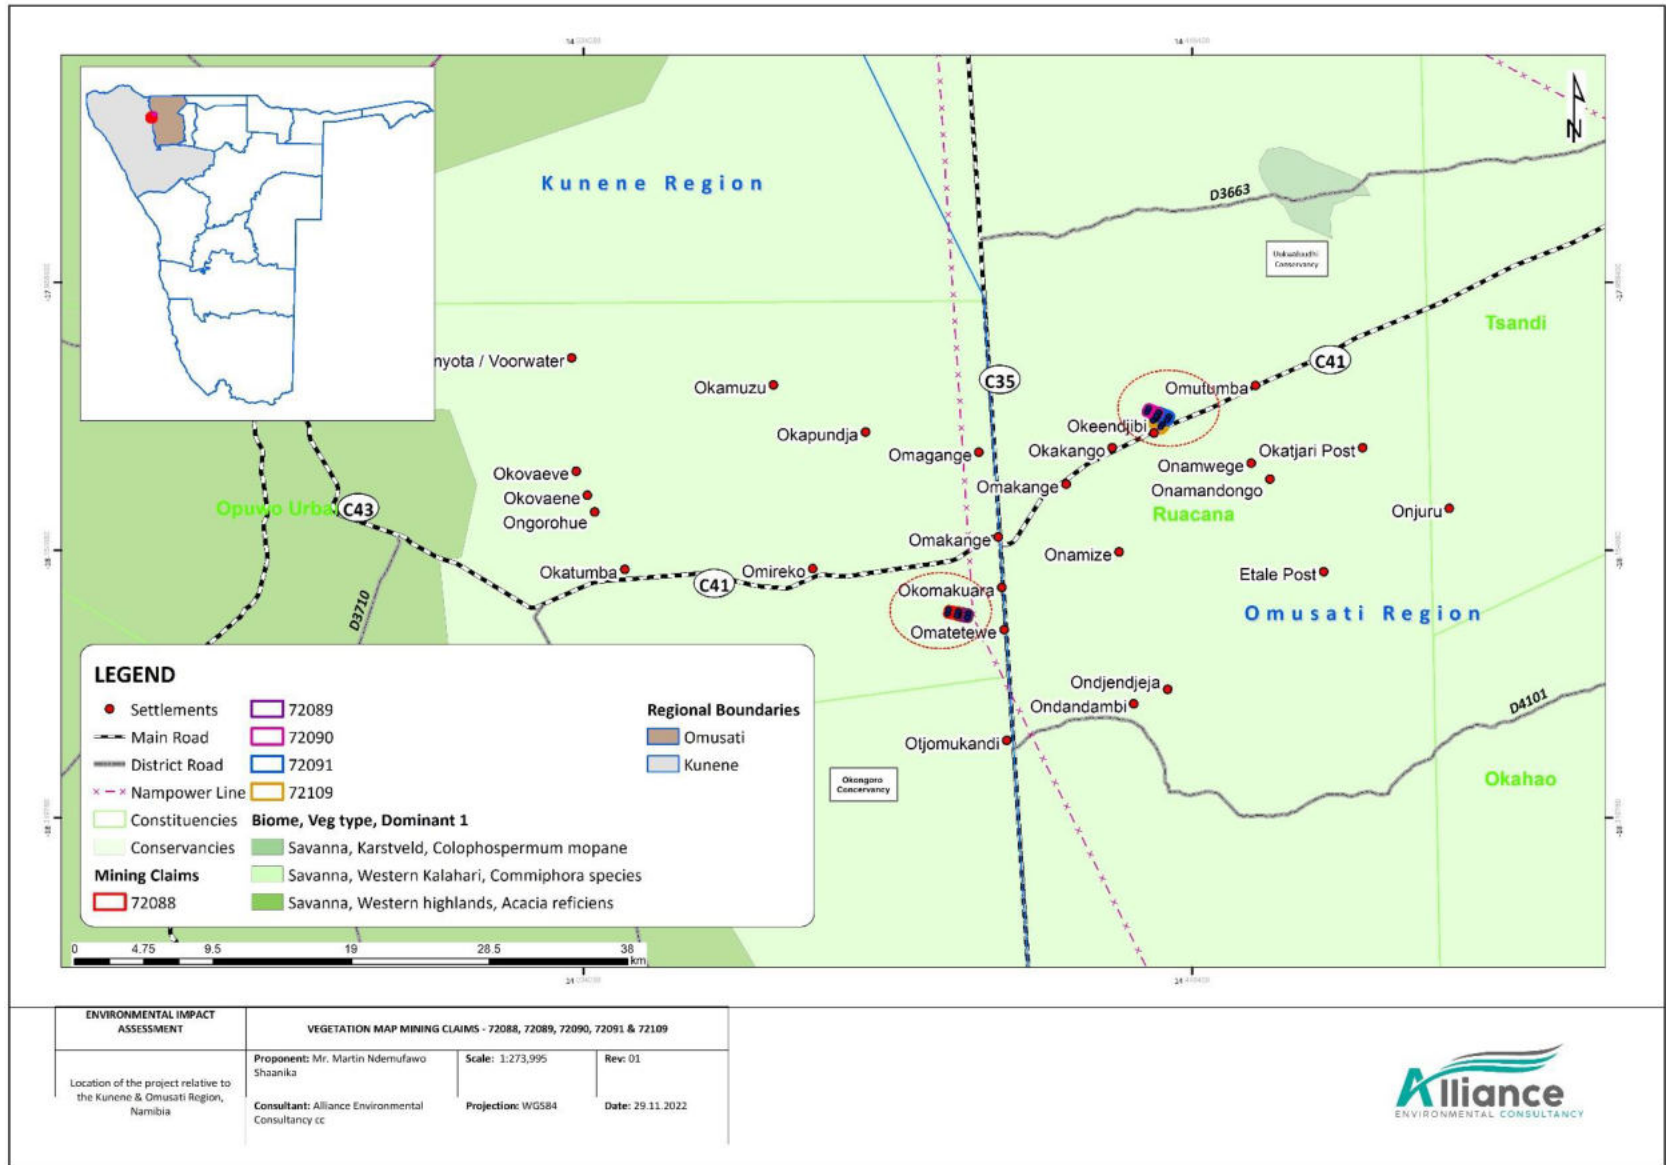 Kunene Region
D3663
Uukwaluudhi
Conservancy
Tsandi
nyota / Voorwater
C35
C41
Okamuzu
Omutumba
Okapundja
Okeendjibi
Omagange
Okakango
Okatjari Post
Onamwege
Okovaeve
Omakange
Onamandongo
Okovaene
Opuwo Urba
C43
Ongorohue
Ruacana
Onjuru
Omakange
Onamize
Okatumba
C41
Omireko
Etale Post
Okomakuara
D3710
Omusati Region
Omatetewe
Ondjendjeja
Ondandambi
D4101
Otjomukandi
Okongoro
Concervancy
Okahao
N
LEGEND
Settlements
Main Road
District Road
Nampower Line
Constituencies
Conservancies
Mining Claims
72088
72089
72090
72091
72109
Biome, Veg type, Dominant 1
Savanna, Karstveld, Colophospermum mopane
Savanna, Western Kalahari, Commiphora species
Savanna, Western highlands, Acacia reficiens
Regional Boundaries
Omusati
Kunene
0 4.75 9.5 19 28.5 38
km
ENVIRONMENTAL IMPACT
ASSESSMENT
VEGETATION MAP MINING CLAIMS - 72088, 72089, 72090, 72091 & 72109
Location of the project relative to
the Kunene & Omusati Region,
Namibia
Proponent: Mr. Martin Ndemufawo
Shaanika
Scale: 1:273,995
Rev: 01
Consultant: Alliance Environmental
Consultancy cc
Projection: WGS84
Date: 29.11.2022
Alliance
ENVIRONMENTAL CONSULTANCY